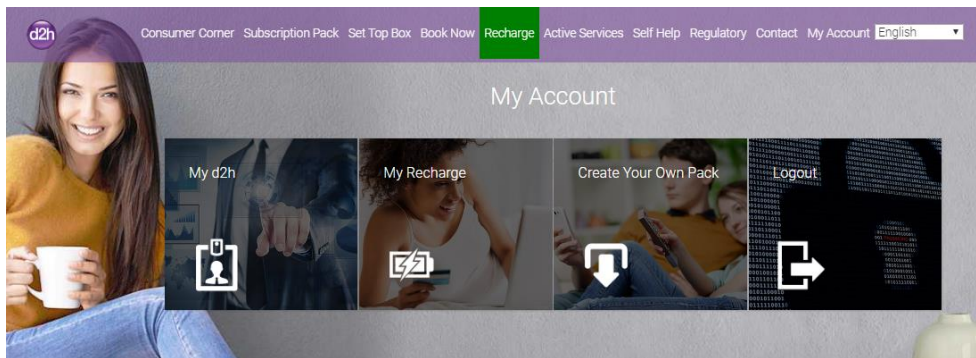 d2h
Consumer Corner Subscription Pack Set Top Box Book Now Recharge Active Services Self Help Regulatory Contact My Account English
My Account
My d2h My Recharge Create Your Own Pack Logout